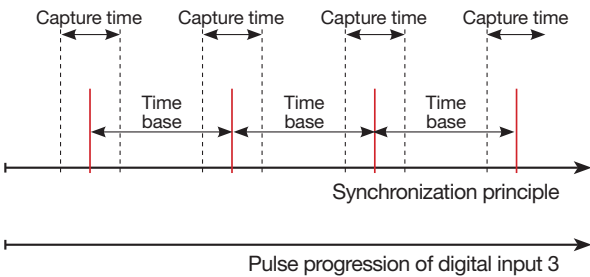 Capture time Capture time Capture time Capture time
Time Time Time
base base base
Synchronization principle
Pulse progression of digital input 3